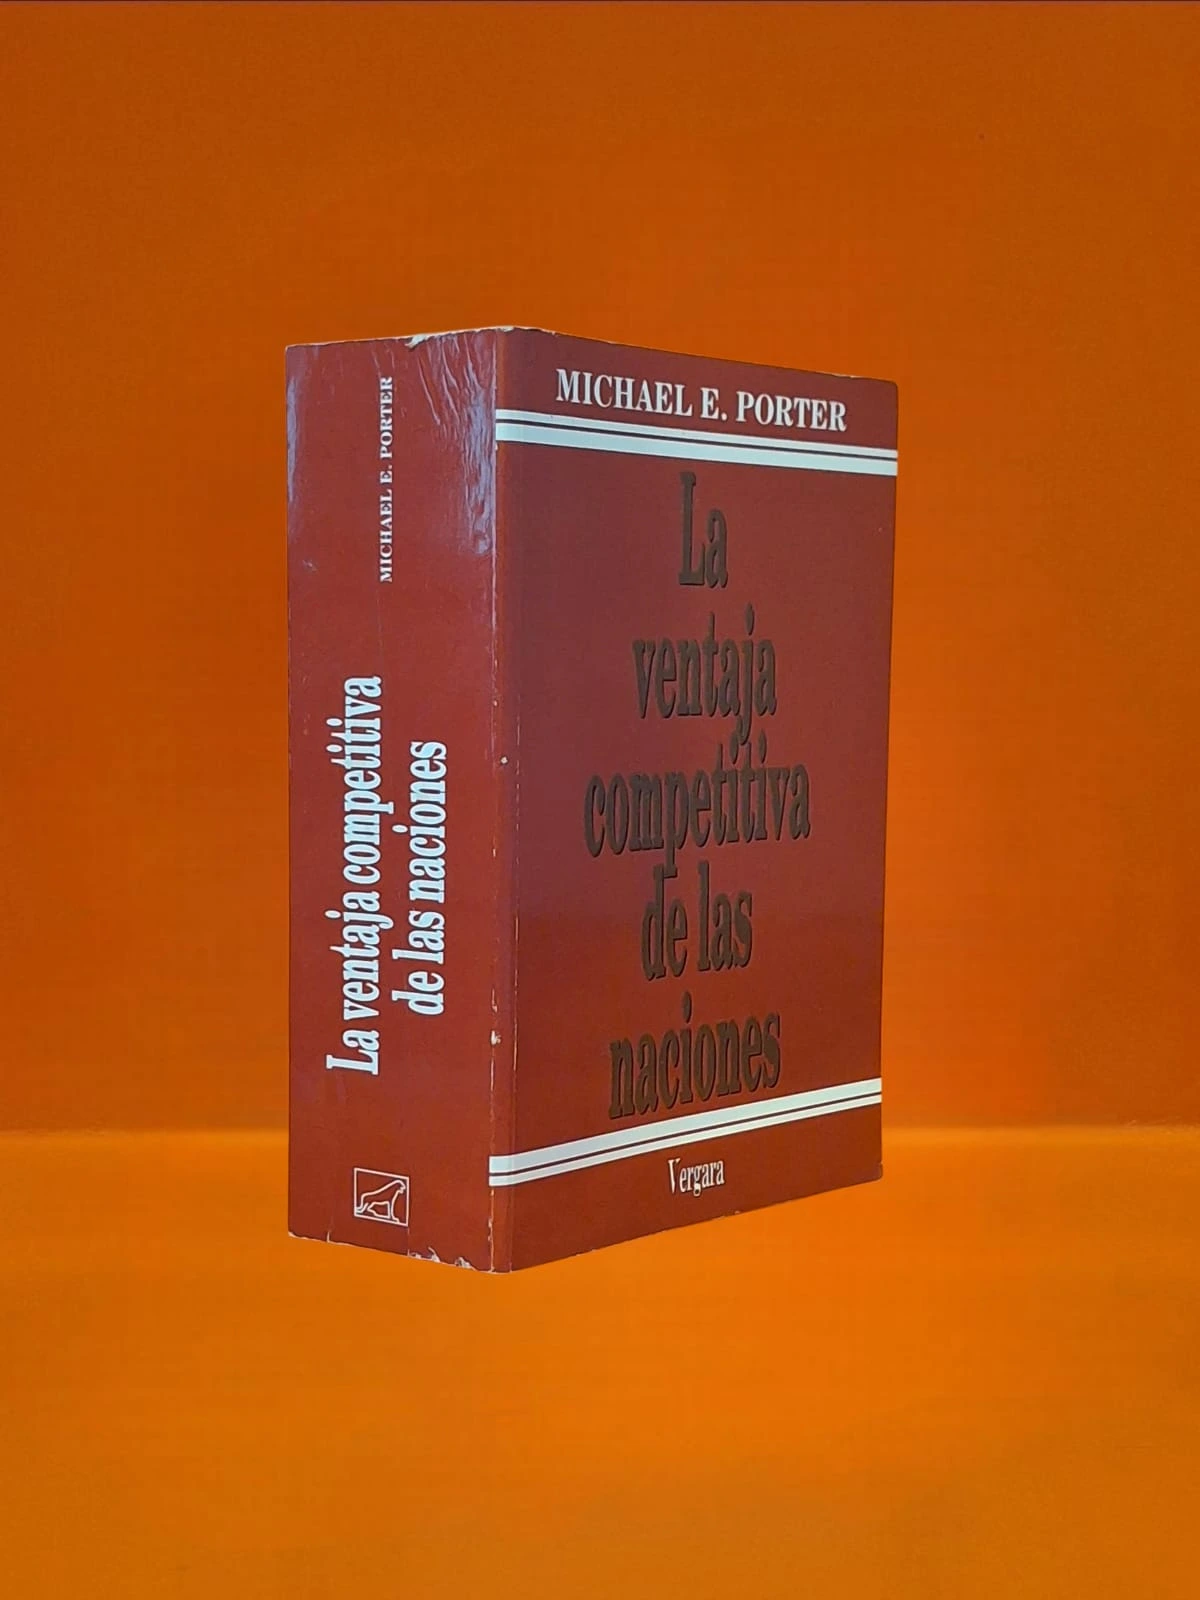 MICHAEL E. PORTER
La ventaja competitiva
de las naciones
MICHAEL E. PORTER
La
ventaja
competitiva
de las
naciones
Vergara